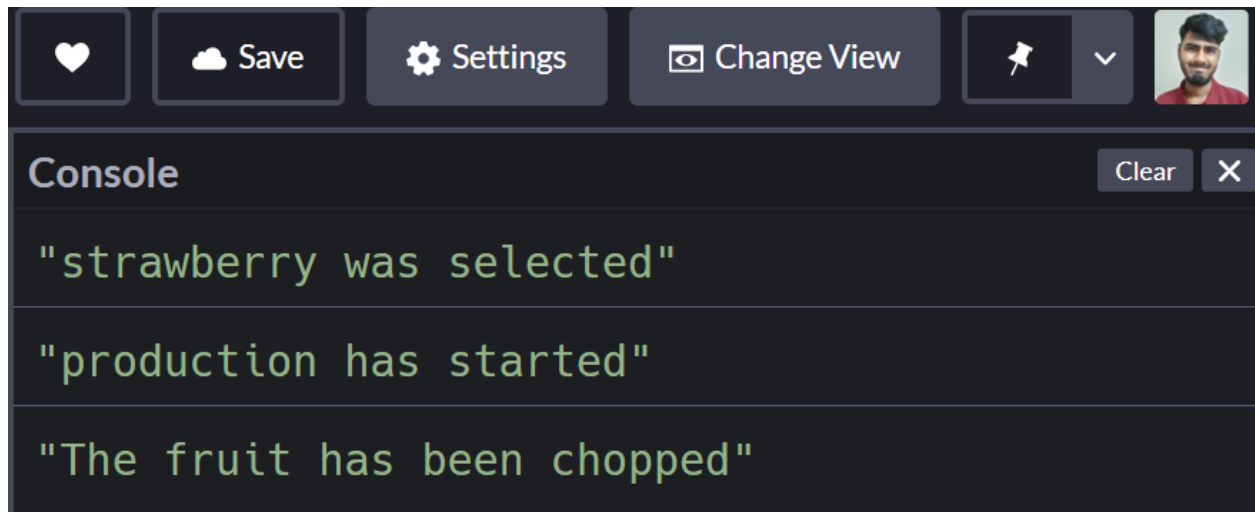 Save Settings Change View
Console Clear
"strawberry was selected"
"production has started"
"The fruit has been chopped"